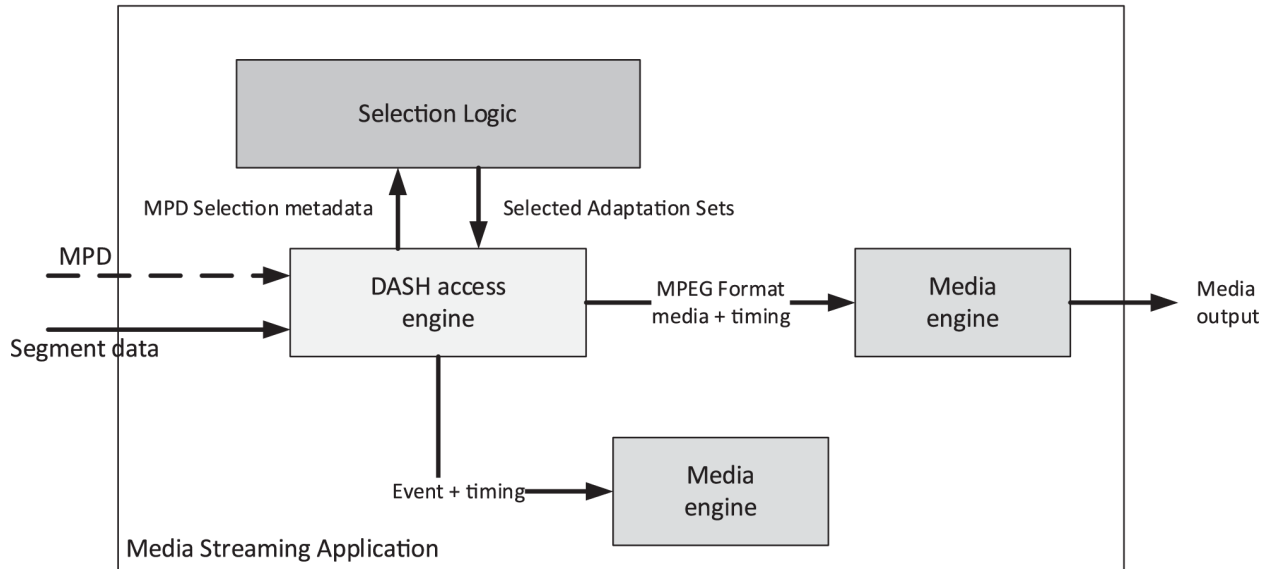 Selection Logic
MPD Selection metadata
Selected Adaptation Sets
MPD
DASH access
engine
MPEG Format
media + timing
Media
engine
Media
output
Segment data
Event + timing
Media
engine
Media Streaming Application